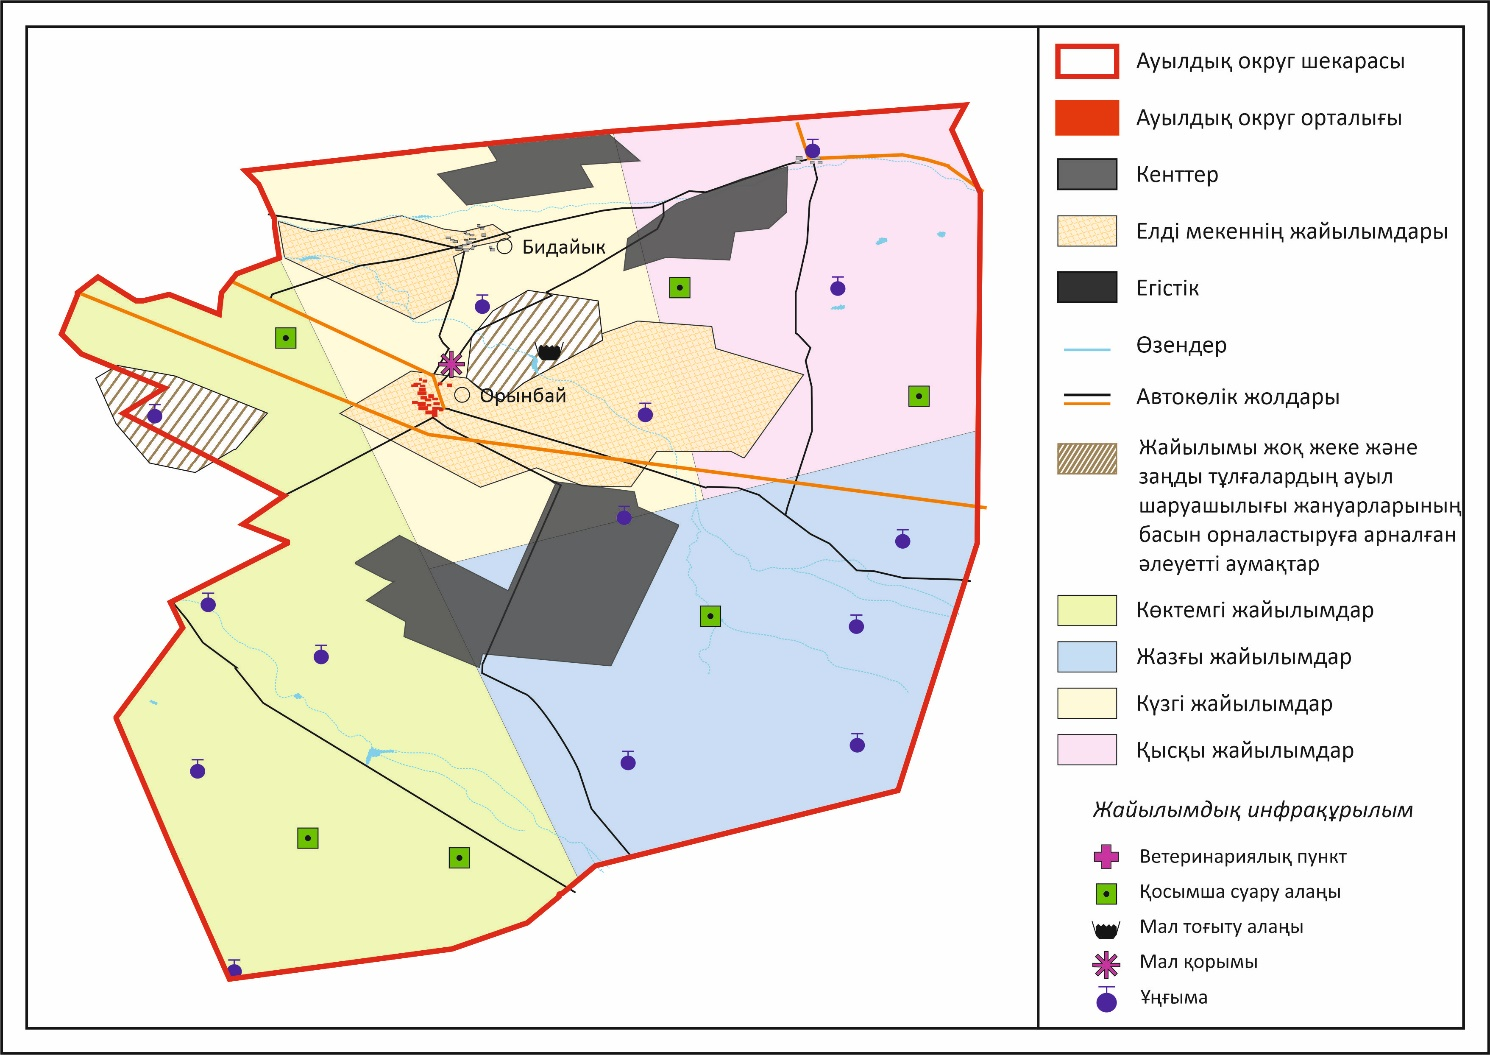 Бидайык
Орынбай
Ауылдық округ шекарасы
Ауылдық округ орталығы
Кенттер
Елді мекеннің жайылымдары
Егістік
Өзендер
Автокөлік жолдары
Жайылымы жоқ жеке және
заңды тұлғалардың ауыл
шаруашылығы жануарларының
басын орналастыруға арналған
әлеуетті аумақтар
Көктемгі жайылымдар
Жазғы жайылымдар
Күзгі жайылымдар
Қысқы жайылымдар
Жайылымдық инфрақұрылым
Ветеринариялық пункт
Қосымша суару алаңы
Мал тоғыту алаңы
Мал қорымы
Ұңғыма